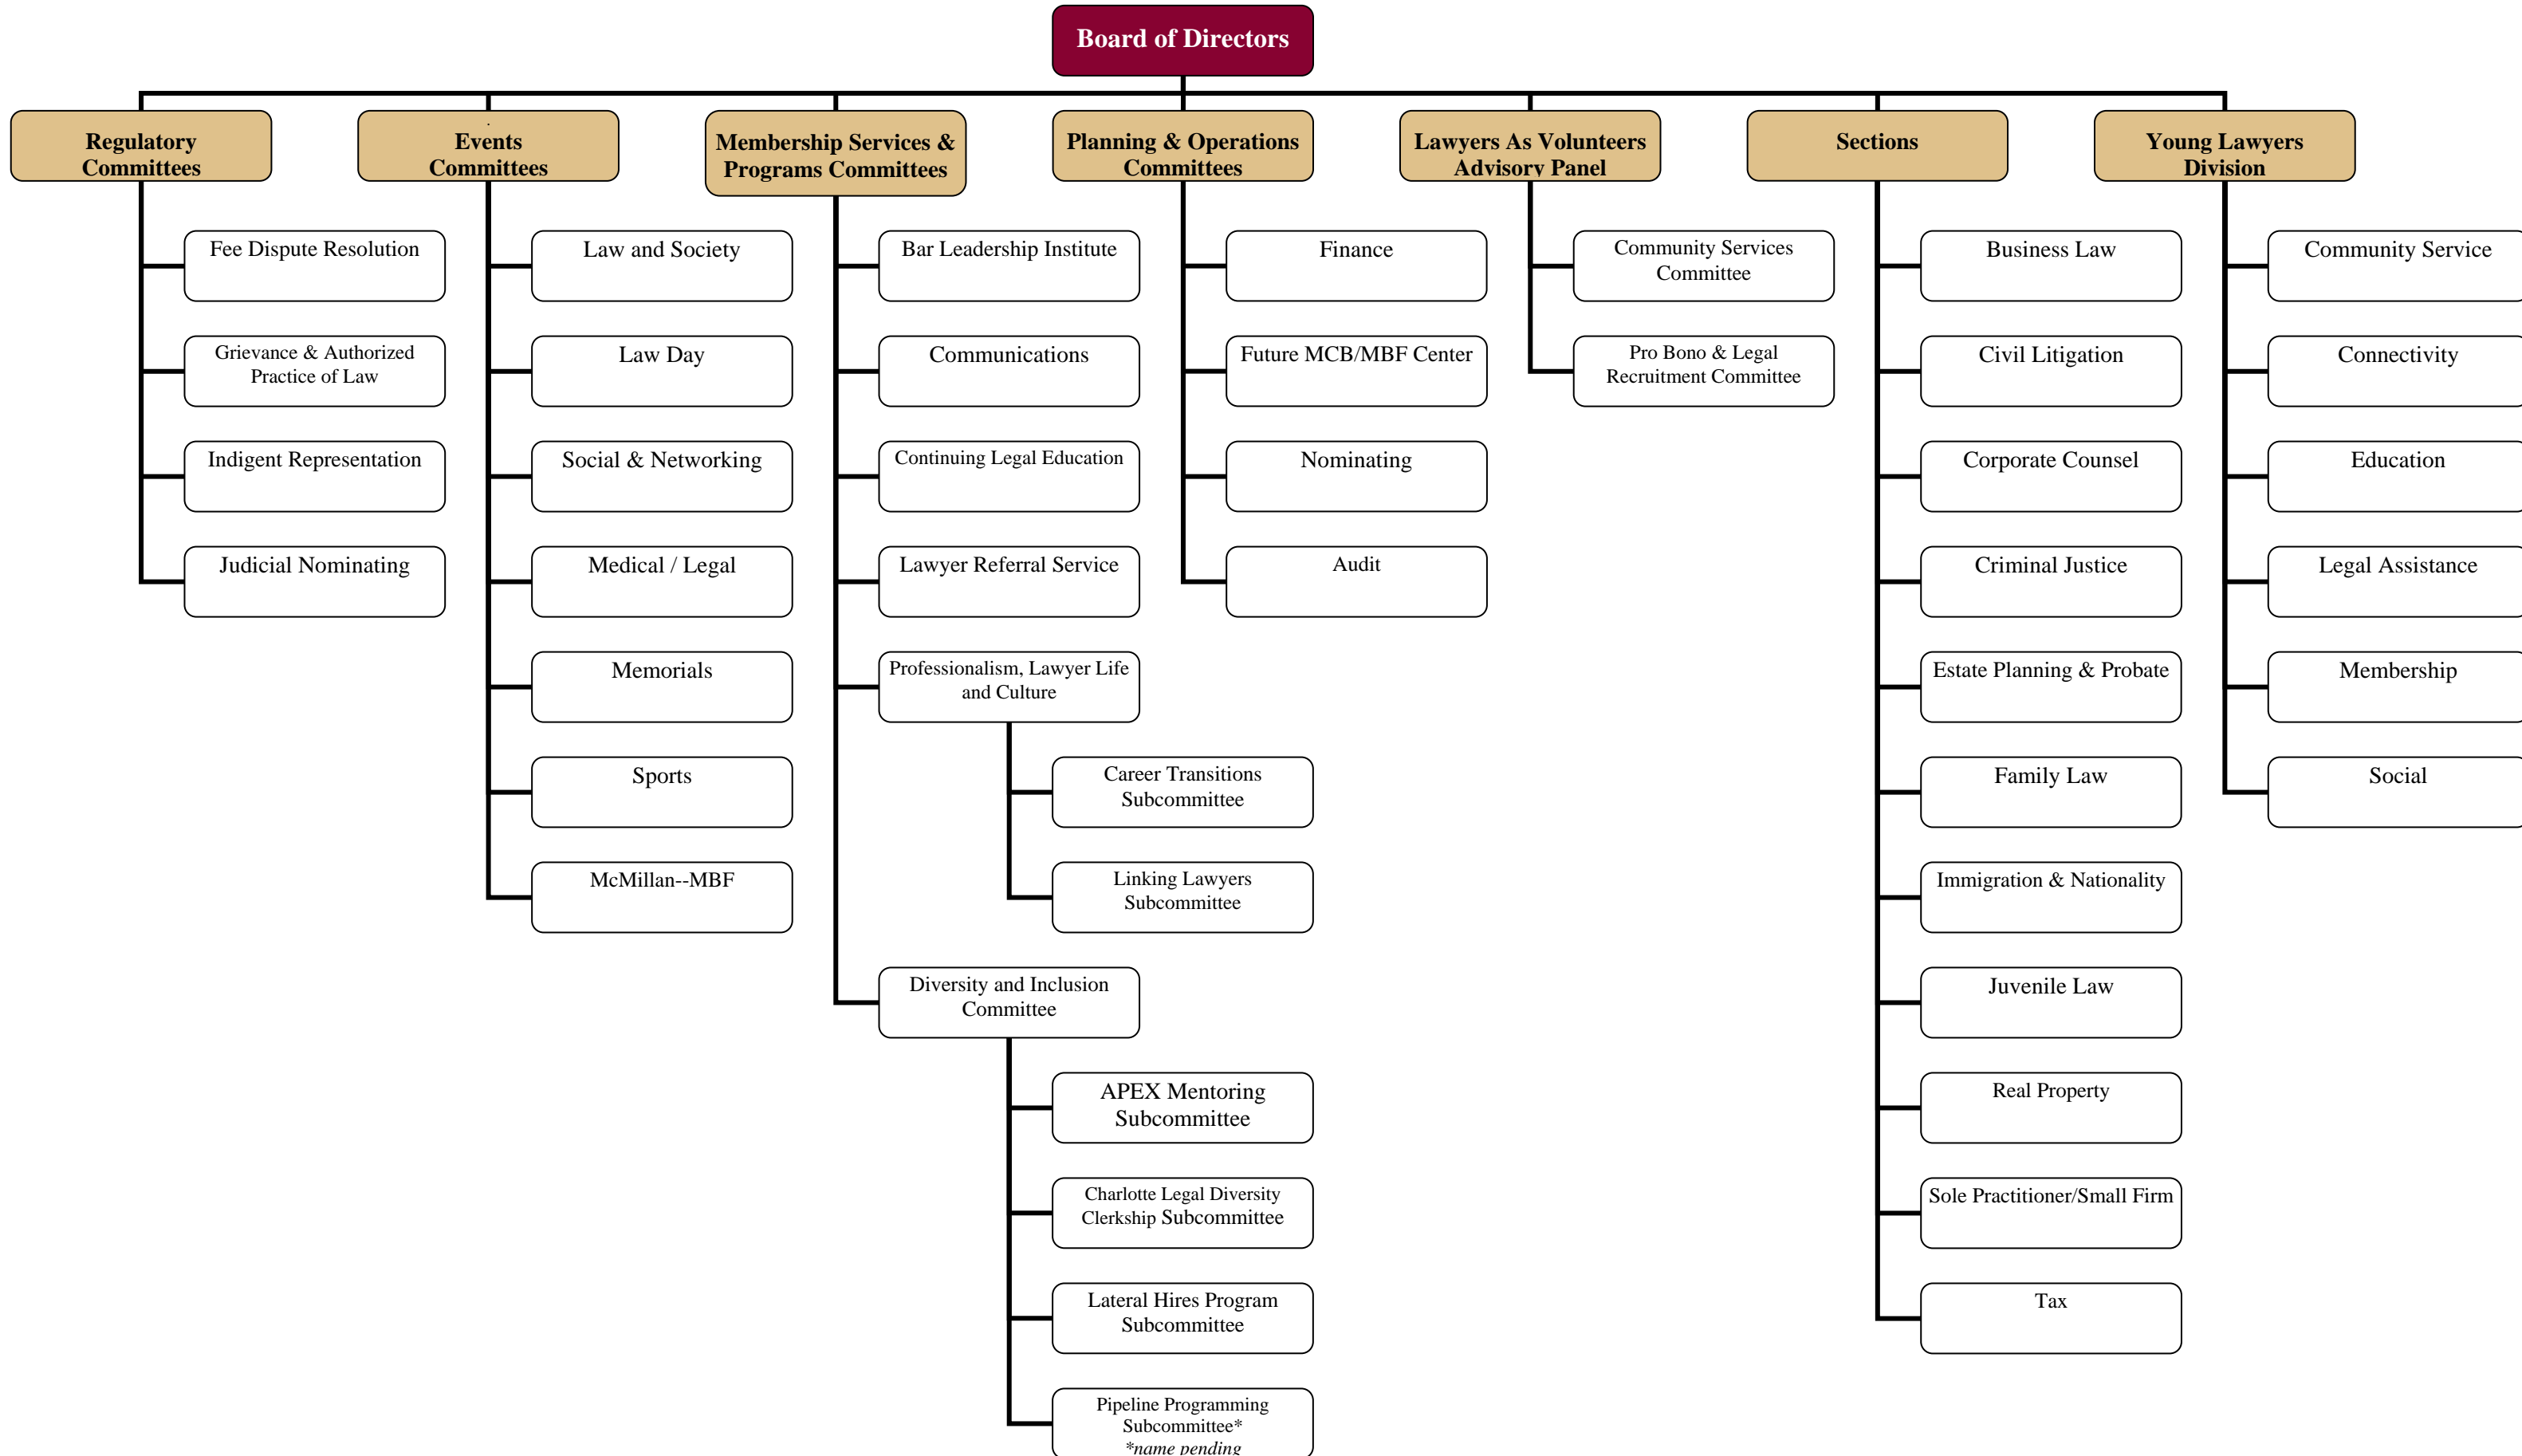 Board of Directors
Regulatory
Committees
Fee Dispute Resolution
Grievance & Authorized
Practice of Law
Indigent Representation
Judicial Nominating
.
Events
Committees
Law and Society
Law Day
Social & Networking
Medical / Legal
Memorials
Sports
McMillan--MBF
Membership Services &
Programs Committees
Bar Leadership Institute
Communications
Continuing Legal Education
Lawyer Referral Service
Professionalism, Lawyer Life
and Culture
Career Transitions
Subcommittee
Linking Lawyers
Subcommittee
Diversity and Inclusion
Committee
APEX Mentoring
Subcommittee
Charlotte Legal Diversity
Clerkship Subcommittee
Lateral Hires Program
Subcommittee
Pipeline Programming
Subcommittee*
*name pending
Planning & Operations
Committees
Finance
Future MCB/MBF Center
Nominating
Audit
Lawyers As Volunteers
Advisory Panel
Community Services
Committee
Pro Bono & Legal
Recruitment Committee
Sections
Business Law
Civil Litigation
Corporate Counsel
Criminal Justice
Estate Planning & Probate
Family Law
Immigration & Nationality
Juvenile Law
Real Property
Sole Practitioner/Small Firm
Tax
Young Lawyers
Division
Community Service
Connectivity
Education
Legal Assistance
Membership
Social